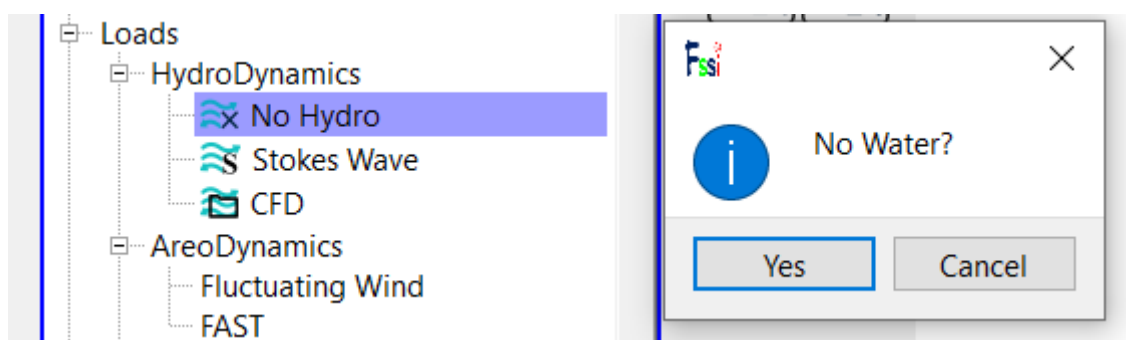 Loads
HydroDynamics
No Hydro
S Stokes Wave
CFD
AreoDynamics
Fluctuating Wind
FAST
Fssi
No Water?
Yes
Cancel